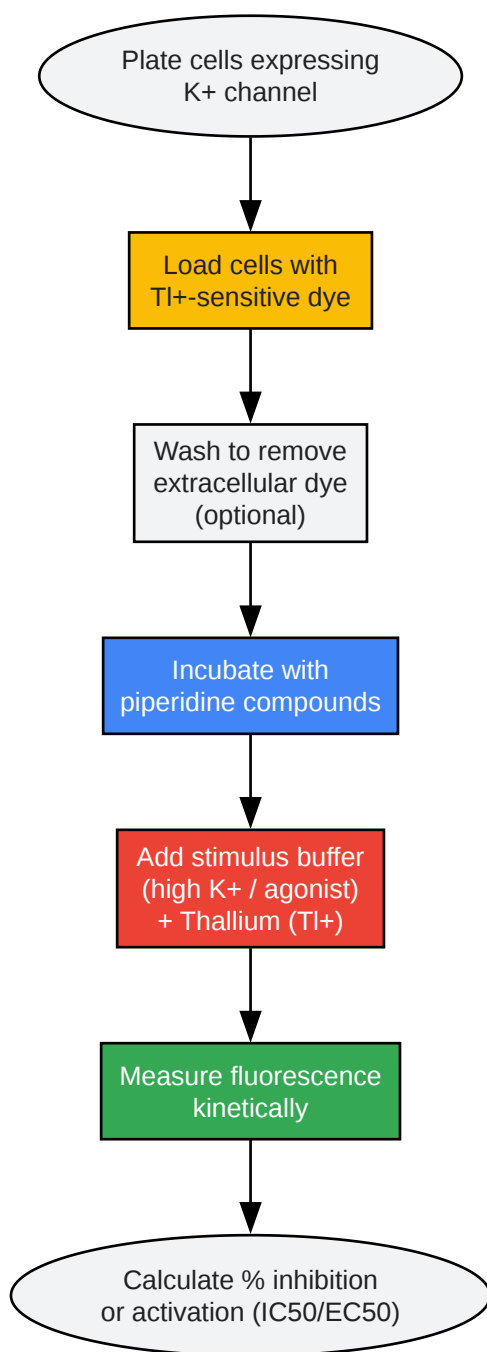 Plate cells expressing
K+ channel
Load cells with
Tl+-sensitive dye
Wash to remove
extracellular dye
(optional)
Incubate with
piperidine compounds
Add stimulus buffer
(high K+ / agonist)
+ Thallium (Tl+)
Measure fluorescence
kinetically
Calculate % inhibition
or activation (IC50/EC50)